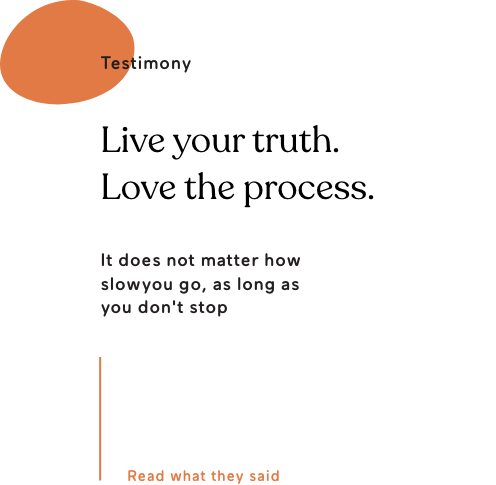 Testimony
Live your truth.
Love the process.
It does not matter how
slowyou go, as long as
you don't stop
Read what they said